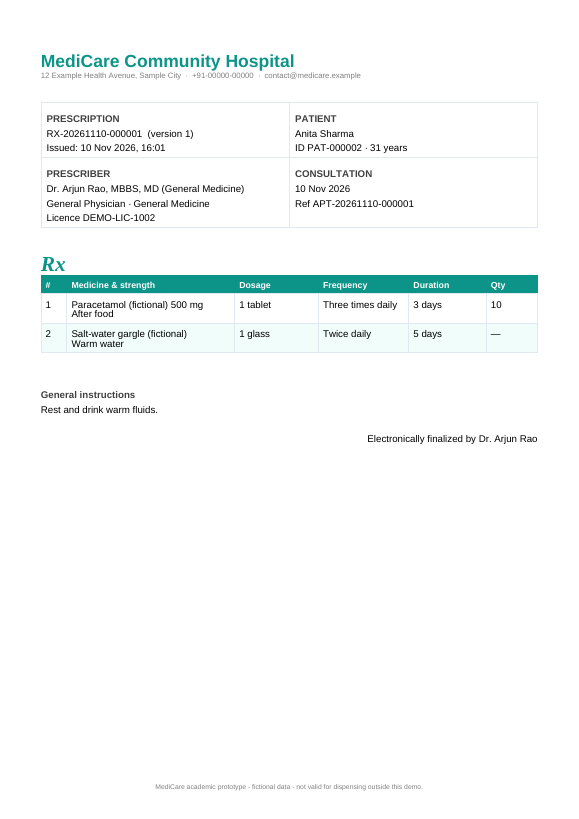 MediCare Community Hospital
12 Example Health Avenue, Sample City · +91-00000-00000 · contact@medicare.example
PRESCRIPTION
RX-20261110-000001 (version 1)
Issued: 10 Nov 2026, 16:01
PATIENT
Anita Sharma
ID PAT-000002 · 31 years
PRESCRIBER
Dr. Arjun Rao, MBBS, MD (General Medicine)
General Physician · General Medicine
Licence DEMO-LIC-1002
CONSULTATION
10 Nov 2026
Ref APT-20261110-000001
Rx
# Medicine & strength Dosage Frequency Duration Qty
1 Paracetamol (fictional) 500 mg 1 tablet Three times daily 3 days 10
After food
2 Salt-water gargle (fictional) 1 glass Twice daily 5 days —
Warm water
General instructions
Rest and drink warm fluids.
Electronically finalized by Dr. Arjun Rao
MediCare academic prototype - fictional data - not valid for dispensing outside this demo.